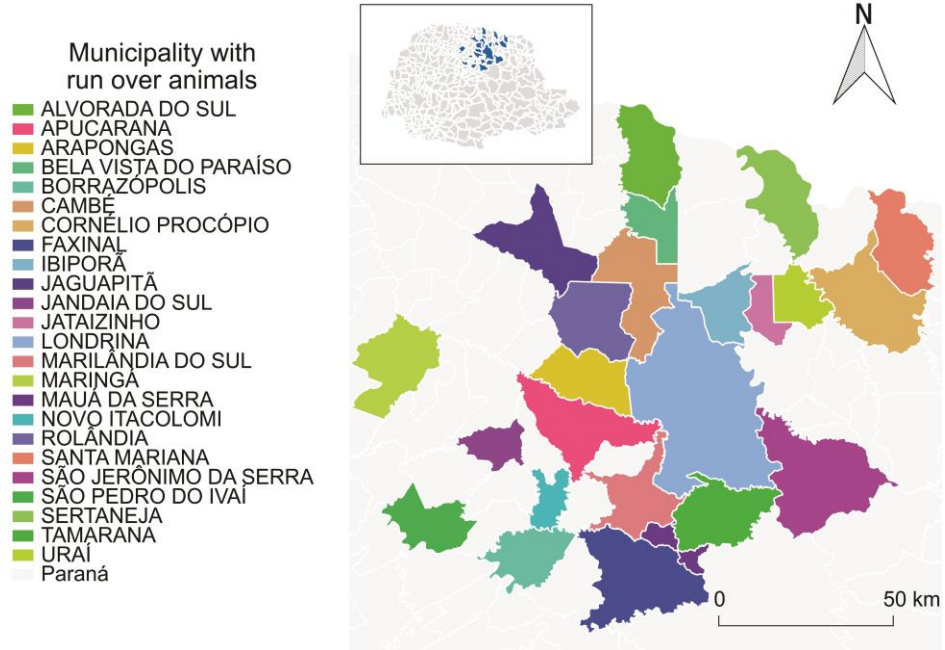 Municipality with
run over animals
ALVORADA DO SUL
APUCARANA
ARAPONGAS
BELA VISTA DO PARAÍSO
BORRAZÓPOLIS
CAMBÉ
CORNÉLIO PROCÓPIO
FAXINAL
IBIPORÃ
JAGUAPITÃ
JANDAIA DO SUL
JATAIZINHO
LONDRINA
MARILÂNDIA DO SUL
MARINGÁ
MAUÁ DA SERRA
NOVO ITACOLOMI
ROLÂNDIA
SANTA MARIANA
SÃO JERÔNIMO DA SERRA
SÃO PEDRO DO IVAÍ
SERTANEJA
TAMARANA
URAÍ
Paraná
N
0 50 km